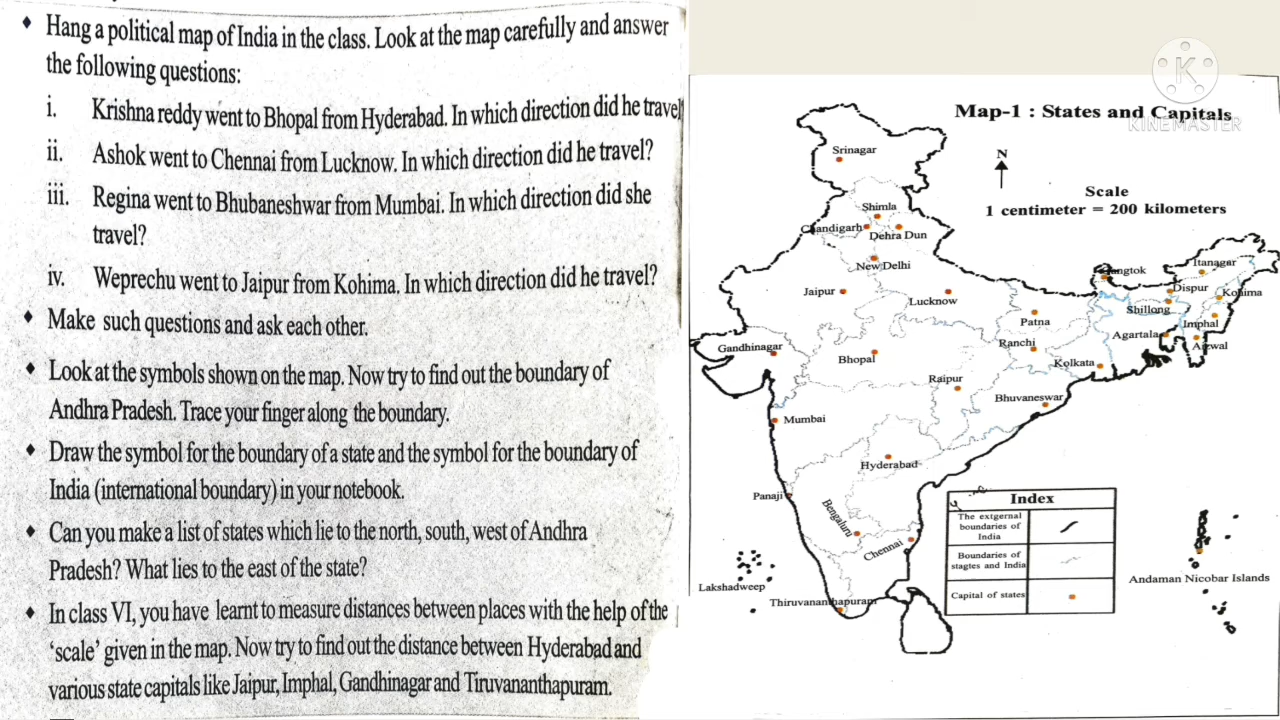 ♦ Hang a political map of India in the class. Look at the map carefully and answer
the following questions:
i. Krishna reddy went to Bhopal from Hyderabad. In which direction did he travel
ii. Ashok went to Chennai from Lucknow. In which direction did he travel?
iii. Regina went to Bhubaneshwar from Mumbai. In which direction did she
travel?
iv. Weprechu went to Jaipur from Kohima. In which direction did he travel?
♦ Make such questions and ask each other.
♦ Look at the symbols shown on the map. Now try to find out the boundary of
Andhra Pradesh. Trace your finger along the boundary.
♦ Draw the symbol for the boundary of a state and the symbol for the boundary of
India (international boundary) in your notebook.
♦ Can you make a list of states which lie to the north, south, west of Andhra
Pradesh? What lies to the east of the state?
♦ In class VI, you have learnt to measure distances between places with the help of the
'scale' given in the map. Now try to find out the distance between Hyderabad and
various state capitals like Jaipur, Imphal, Gandhinagar and Tiruvananthapuram.
K
KINEMASTER
Map-1 : States and Capitals
N
Scale
1 centimeter = 200 kilometers
Srinagar
Shimla
Chandigarh
Dehra Dun
New Delhi
Jaipur
Lucknow
Gangtok
Itanagar
Dispur
Kohima
Shillong
Imphal
Patna
Agartala
Aizwal
Ranchi
Gandhinagar
Bhopal
Kolkata
Raipur
Bhuvaneswar
Mumbai
Hyderabad
Panaji
Bengaluru
Chennai
Lakshadweep
Thiruvananthapuram
Andaman Nicobar Islands
Index
The extgernal
boundaries of
India
Boundaries of
stagtes and India
Capital of states